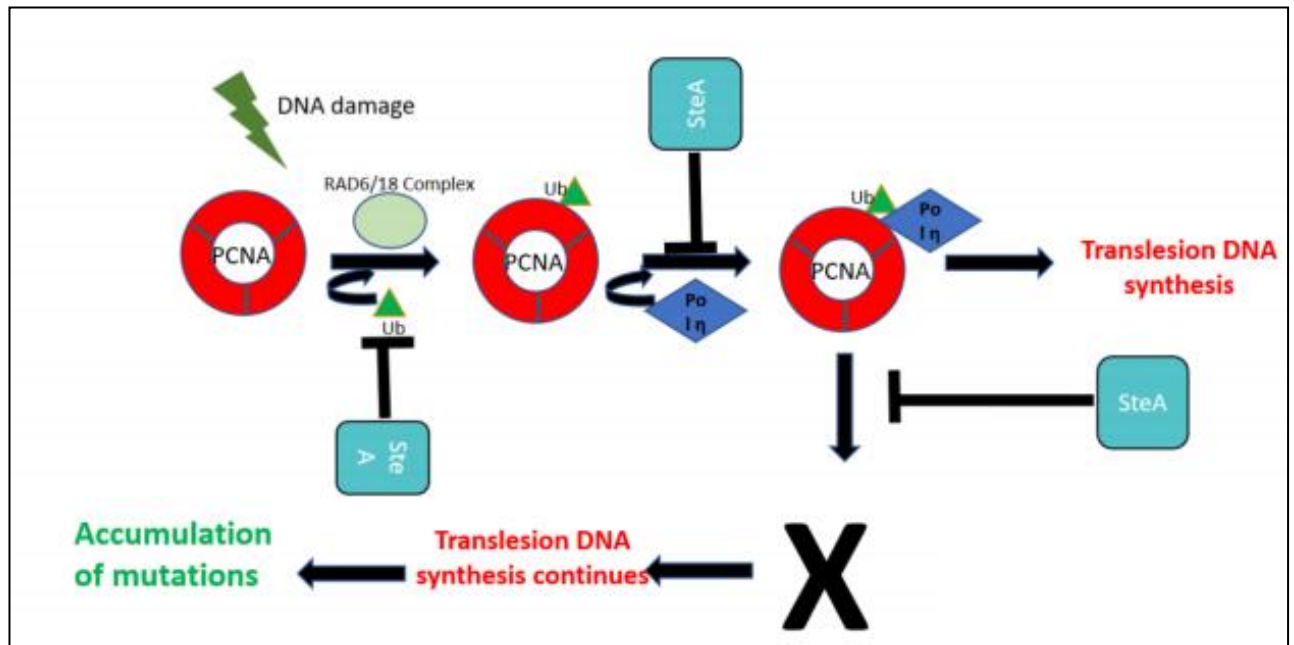 DNA damage
SteA
RAD6/18 Complex
Ub
Ub
PCNA
PCNA
PCNA
Po
l η
Po
l η
Ub
Translesion DNA
synthesis
Ste
A
SteA
X
Translesion DNA
synthesis continues
Accumulation
of mutations